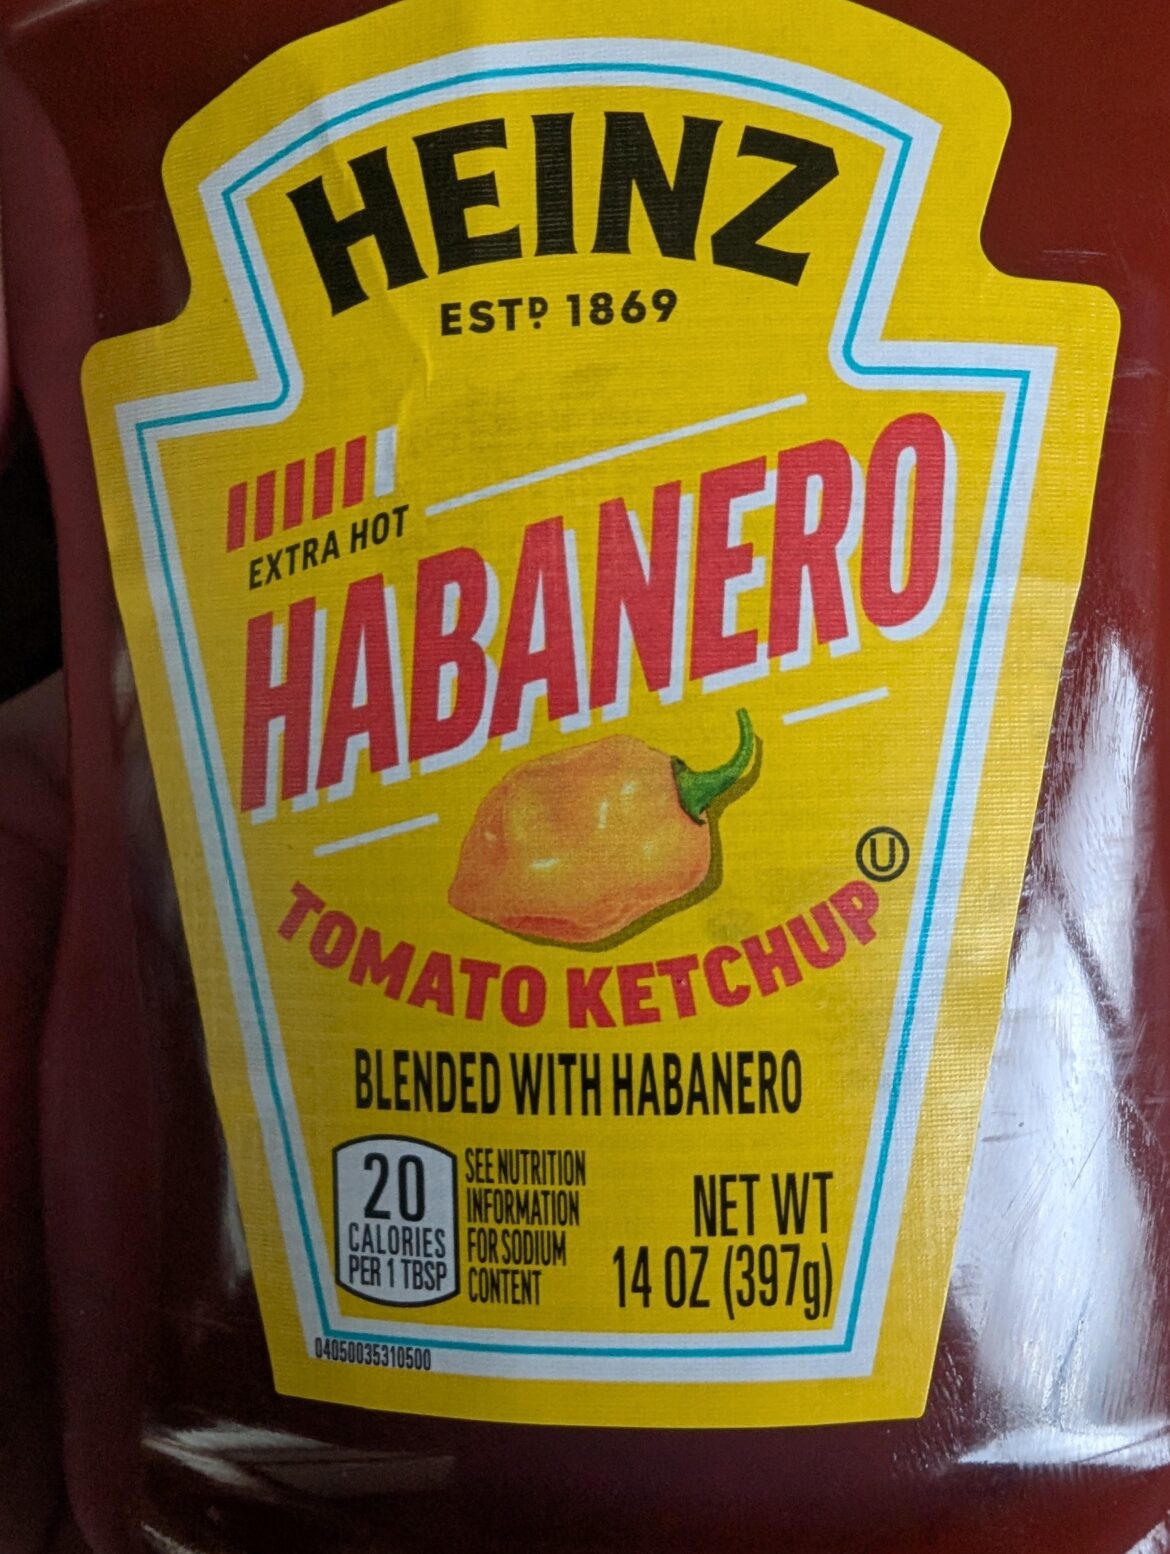 HEINZ
ESTD 1869
EXTRA HOT
HABANERO
TOMATO KETCHUP
U
BLENDED WITH HABANERO
20
CALORIES
PER 1 TBSP
SEE NUTRITION
INFORMATION
FOR SODIUM
CONTENT
NET WT
14 OZ (397g)
04050035310500